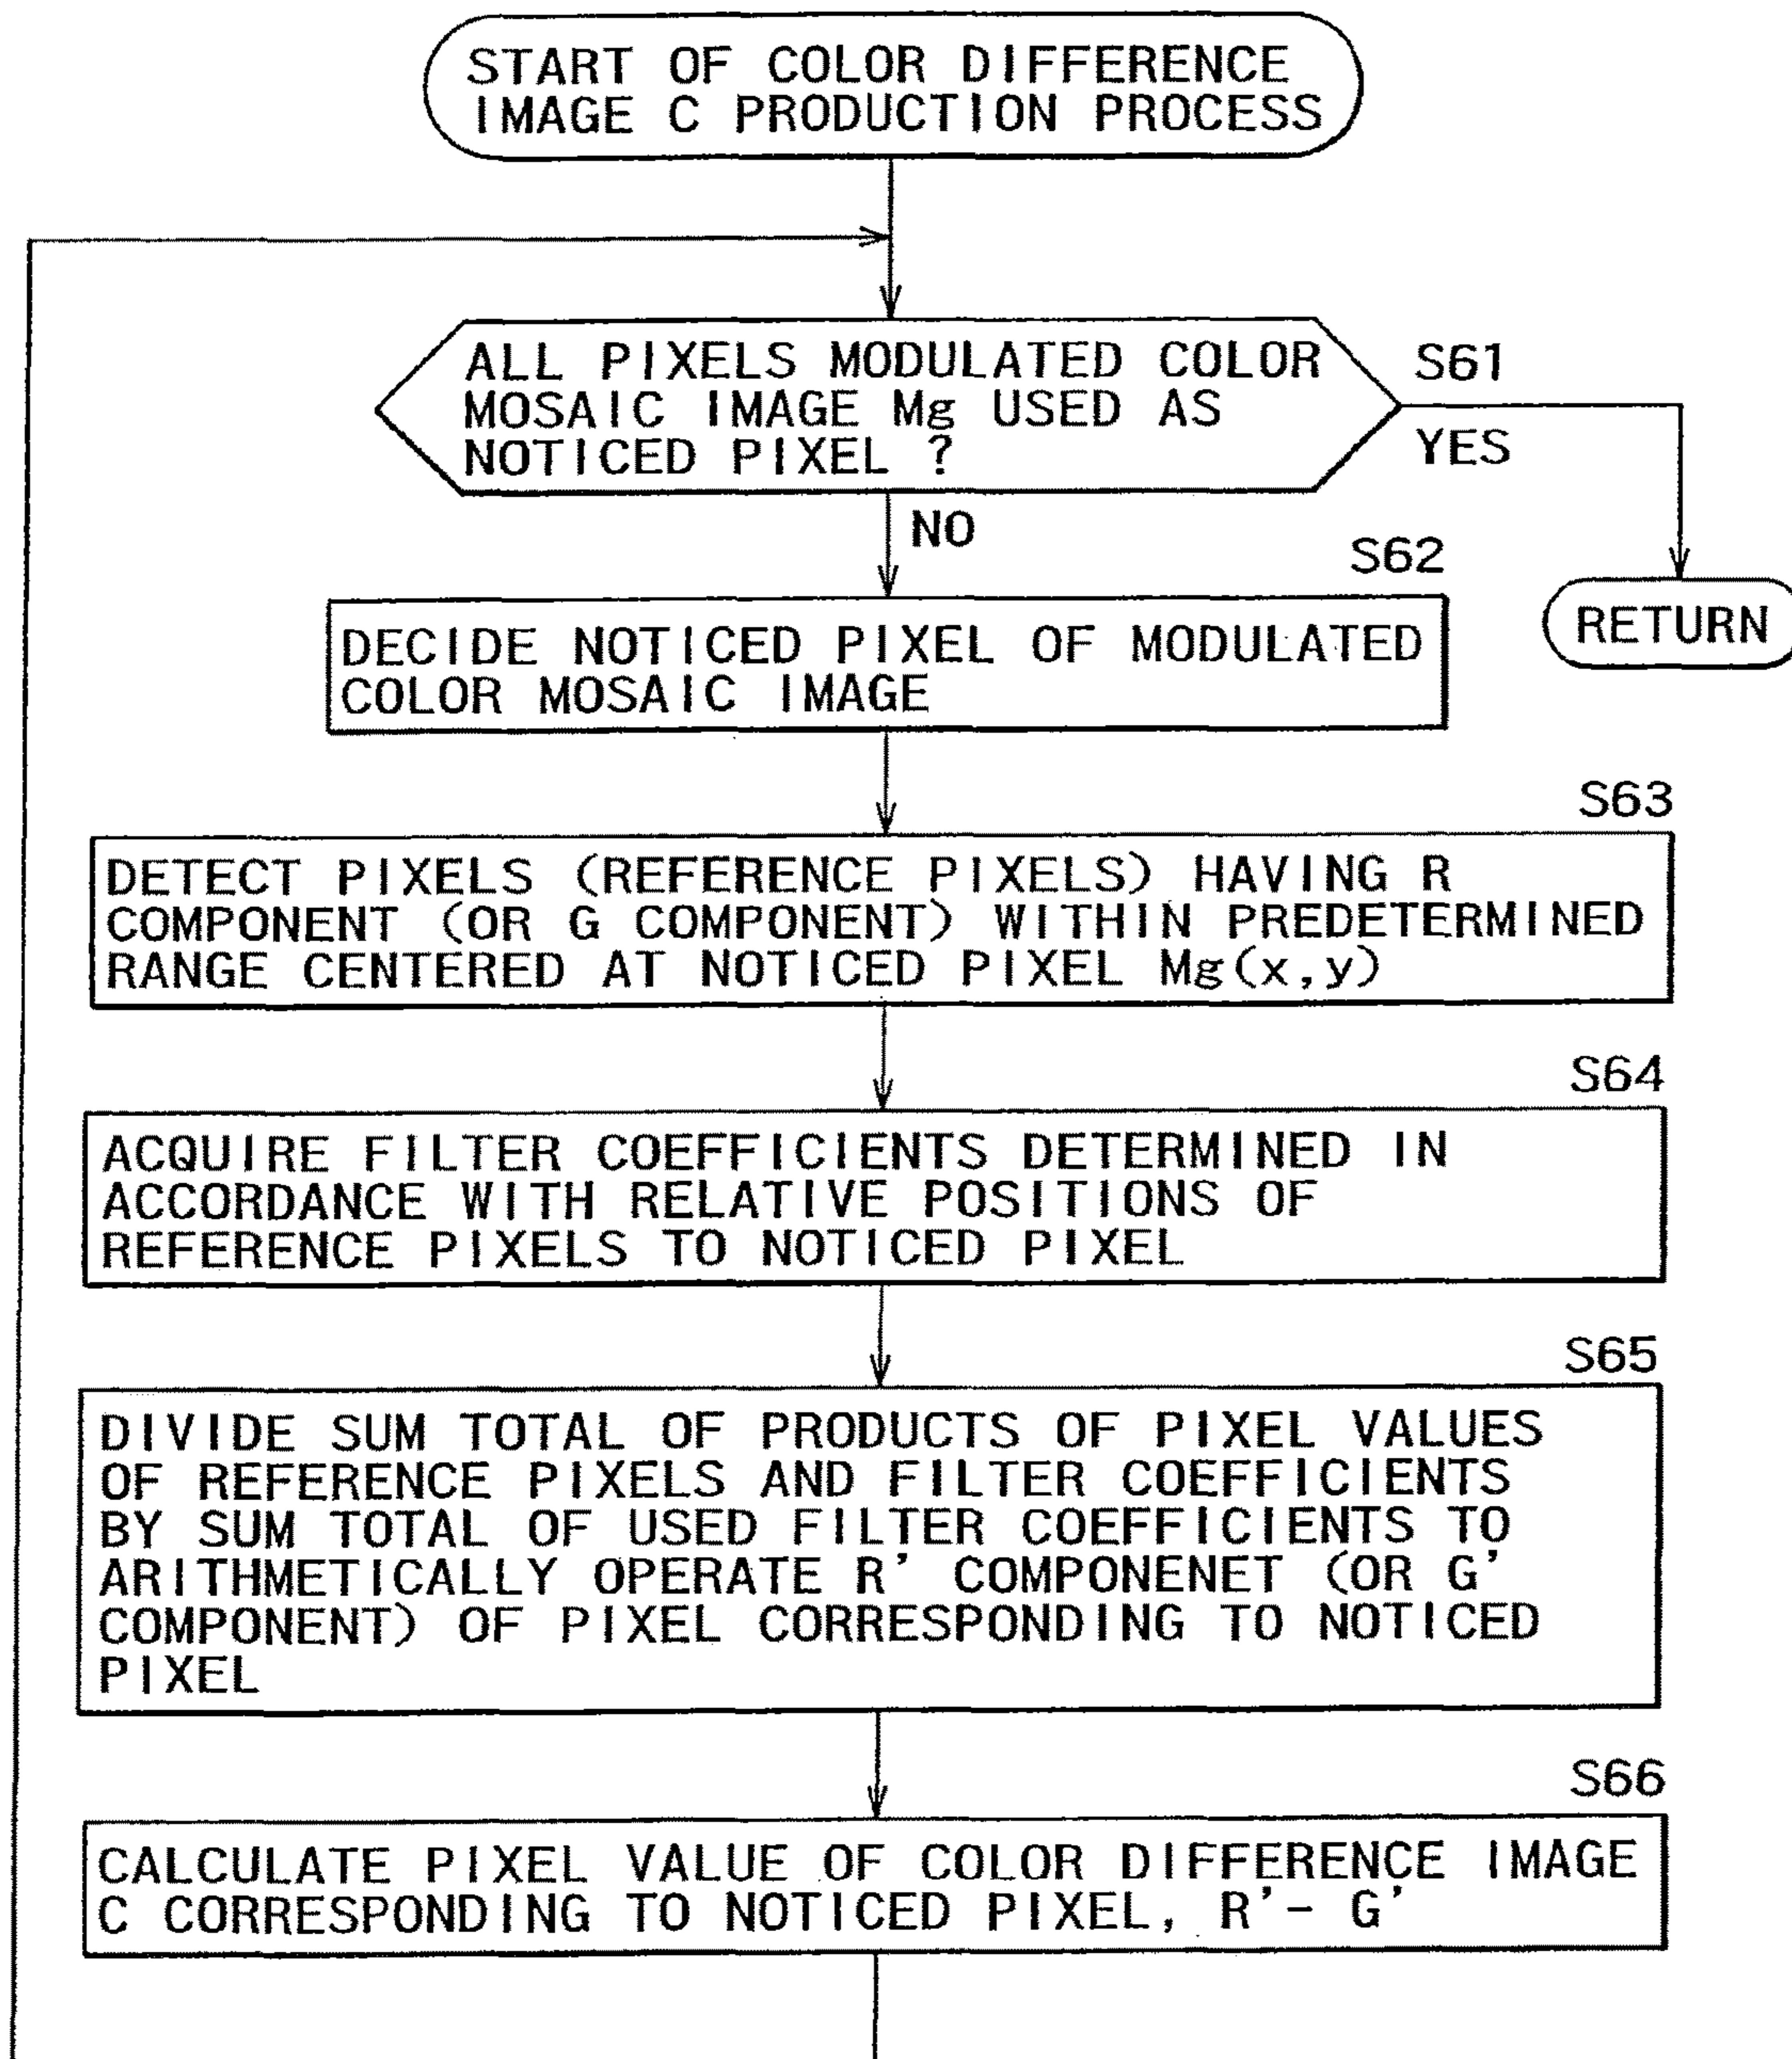 START OF COLOR DIFFERENCE
IMAGE C PRODUCTION PROCESS
ALL PIXELS MODULATED COLOR
MOSAIC IMAGE Mg USED AS
NOTICED PIXEL ?
S61
YES
NO
RETURN
S62
DECIDE NOTICED PIXEL OF MODULATED
COLOR MOSAIC IMAGE
S63
DETECT PIXELS (REFERENCE PIXELS) HAVING R
COMPONENT (OR G COMPONENT) WITHIN PREDETERMINED
RANGE CENTERED AT NOTICED PIXEL Mg(x,y)
S64
ACQUIRE FILTER COEFFICIENTS DETERMINED IN
ACCORDANCE WITH RELATIVE POSITIONS OF
REFERENCE PIXELS TO NOTICED PIXEL
S65
DIVIDE SUM TOTAL OF PRODUCTS OF PIXEL VALUES
OF REFERENCE PIXELS AND FILTER COEFFICIENTS
BY SUM TOTAL OF USED FILTER COEFFICIENTS TO
ARITHMETICALLY OPERATE R' COMPONENET (OR G'
COMPONENT) OF PIXEL CORRESPONDING TO NOTICED
PIXEL
S66
CALCULATE PIXEL VALUE OF COLOR DIFFERENCE IMAGE
C CORRESPONDING TO NOTICED PIXEL, R'- G'